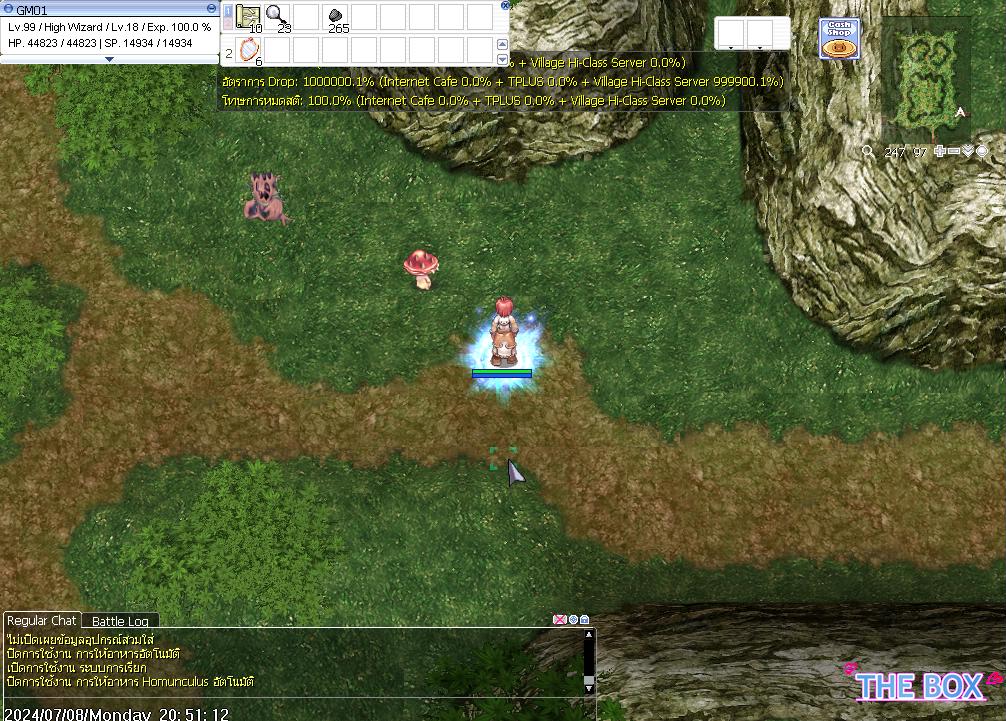 GM01
Lv.99 / High Wizard / Lv.18 / Exp. 100.0 %
HP. 44823 / 44823 | SP. 14934 / 14934
1
10
23
265
2
6
Cash Shop
% + Village Hi-Class Server 0.0%)
อัตราการ Drop: 1000000.1% (Internet Cafe 0.0% + TPLUS 0.0% + Village Hi-Class Server 999900.1%)
โทษการหมดสติ: 100.0% (Internet Cafe 0.0% + TPLUS 0.0% + Village Hi-Class Server 0.0%)
247 97
Regular Chat
Battle Log
ไม่เปิดเผยข้อมูลอุปกรณ์สวมใส่
ปิดการใช้งาน การให้อาหารอัตโนมัติ
เปิดการใช้งาน ระบบการเรียก
ปิดการใช้งาน การให้อาหาร Homunculus อัตโนมัติ
2024/07/08/Monday 20:51:12
THE BOX